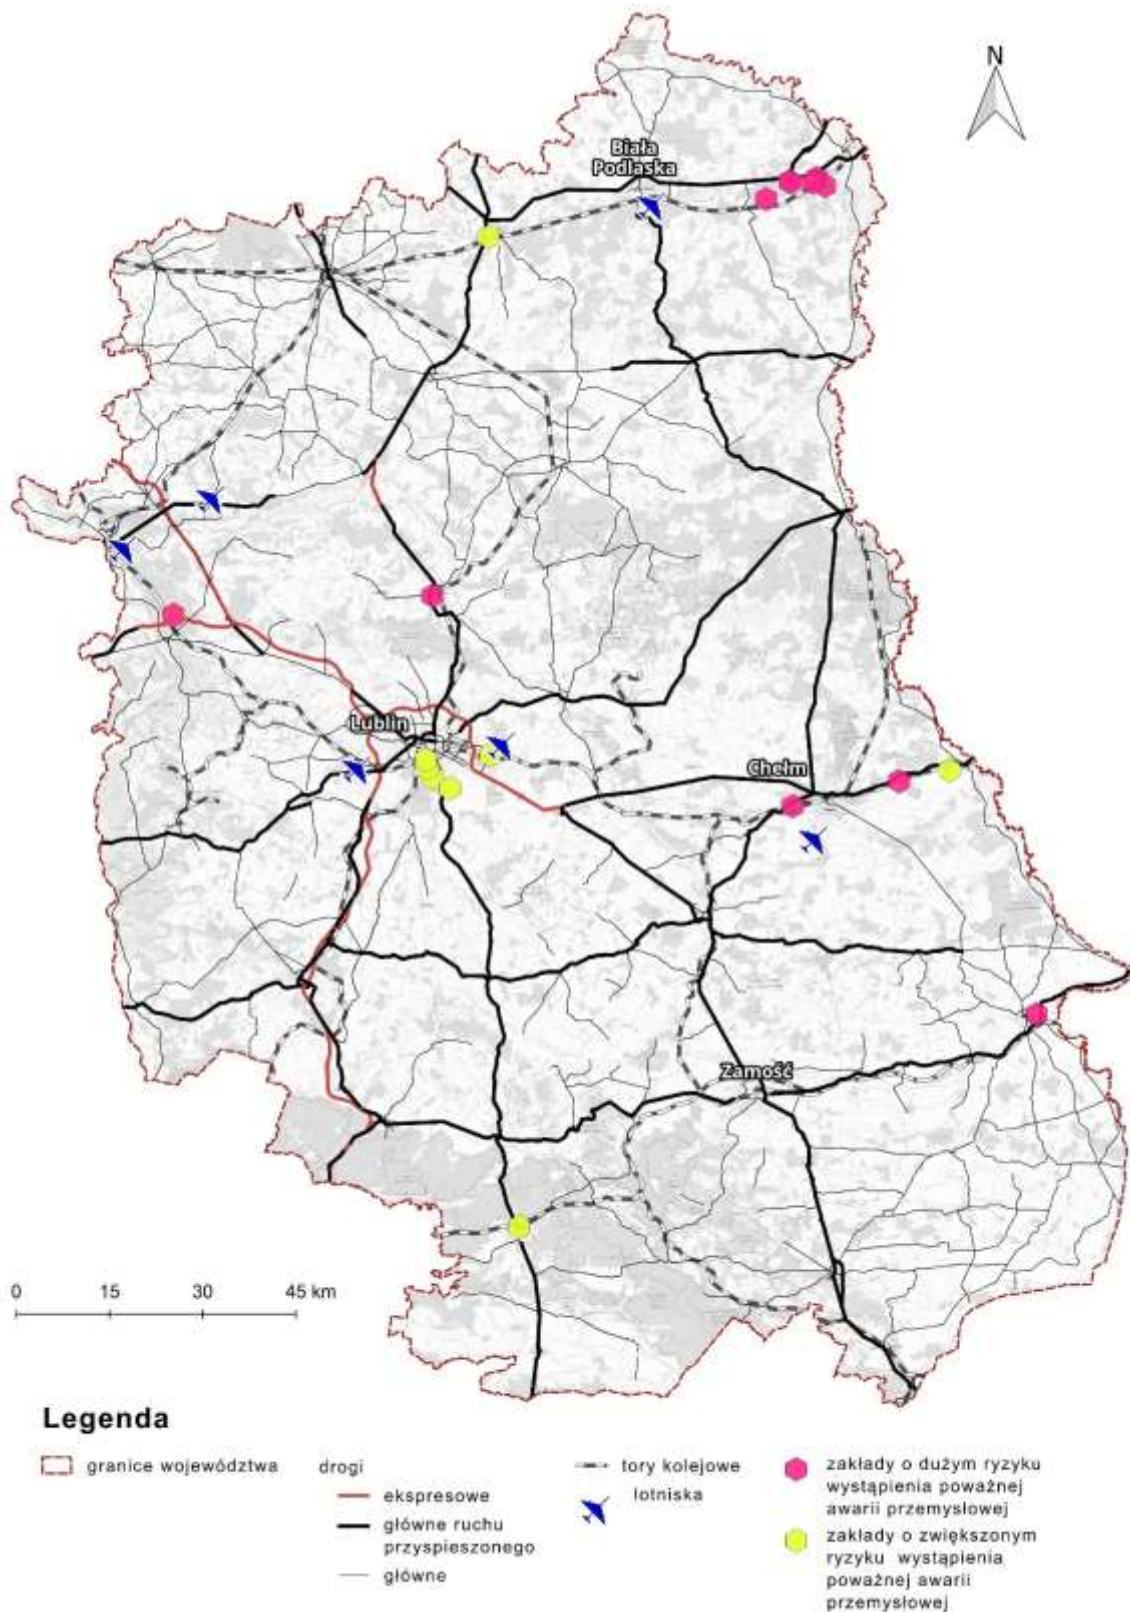 N
Biała
Podlaska
Lublin
Chełm
Zamość
0 15 30 45 km
Legenda
granice województwa
drogi
ekspresowe
główne ruchu
przyspieszonego
główne
tory kolejowe
lotniska
zakłady o dużym ryzyku
wystąpienia poważnej
awarii przemysłowej
zakłady o zwiększonym
ryzyku wystąpienia
poważnej awarii
przemysłowej